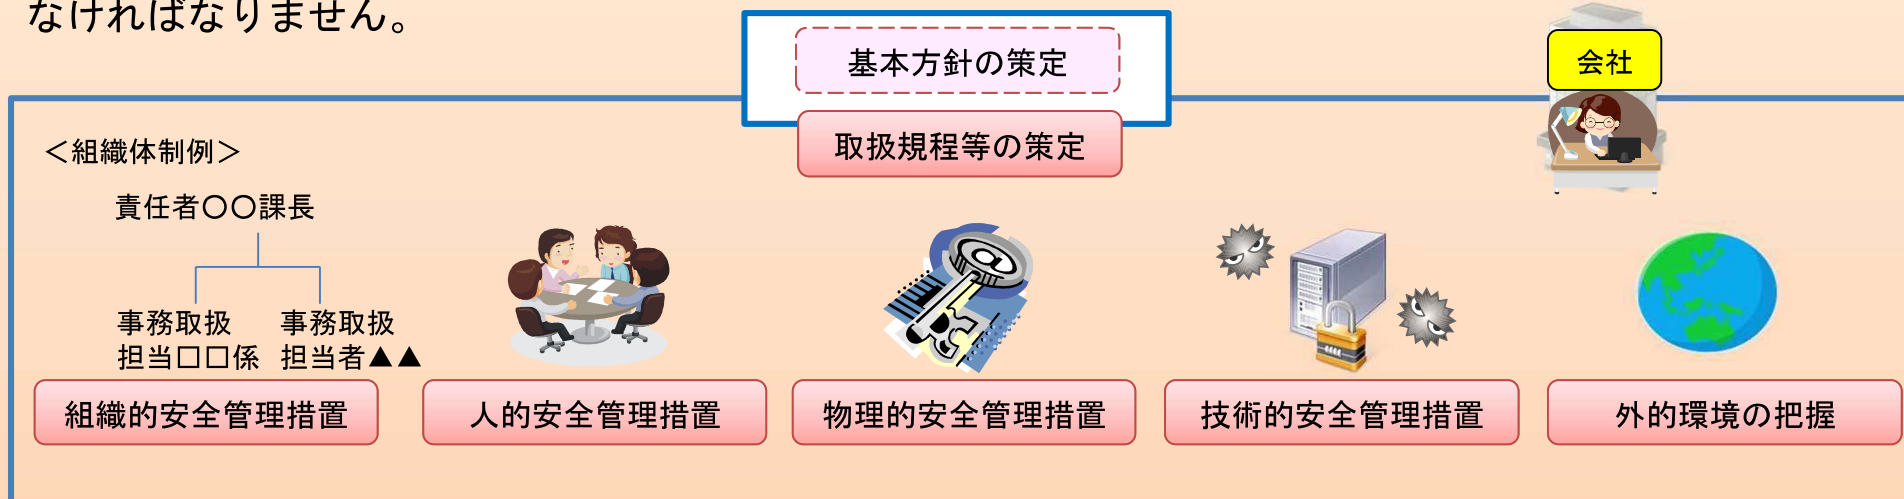 なければなりません。
基本方針の策定
会社
取扱規程等の策定
＜組織体制例＞
責任者〇〇課長
事務取扱
担当□□係
事務取扱
担当者▲▲
組織的安全管理措置
人的安全管理措置
物理的安全管理措置
技術的安全管理措置
外的環境の把握